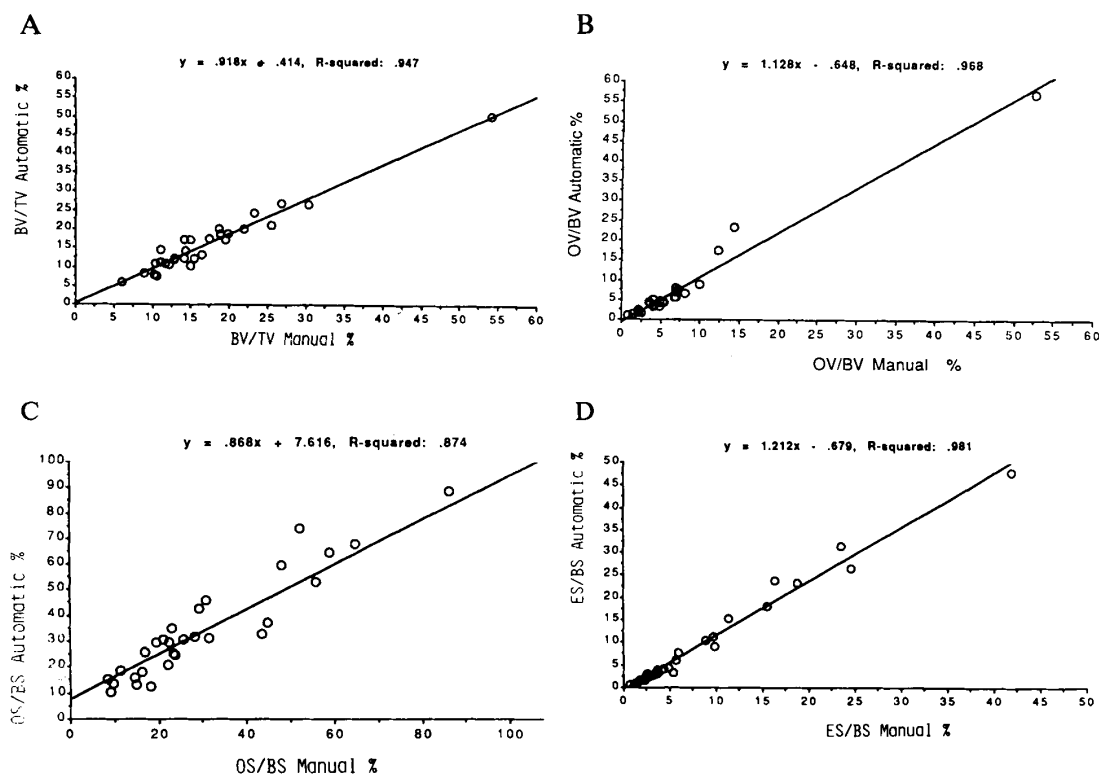 A
y = .918x + .414, R-squared: .947
BV/TV Automatic %
60
55
50
45
40
35
30
25
20
15
10
5
0
0 5 10 15 20 25 30 35 40 45 50 55 60
BV/TV Manual %
B
y = 1.128x - .648, R-squared: .968
OV/BV Automatic %
60
55
50
45
40
35
30
25
20
15
10
5
0
0 5 10 15 20 25 30 35 40 45 50 55 60
OV/BV Manual %
C
y = .868x + 7.616, R-squared: .874
OS/BS Automatic %
100
90
80
70
60
50
40
30
20
10
0
0 20 40 60 80 100
OS/BS Manual %
D
y = 1.212x - .679, R-squared: .981
ES/BS Automatic %
50
45
40
35
30
25
20
15
10
5
0
0 5 10 15 20 25 30 35 40 45 50
ES/BS Manual %